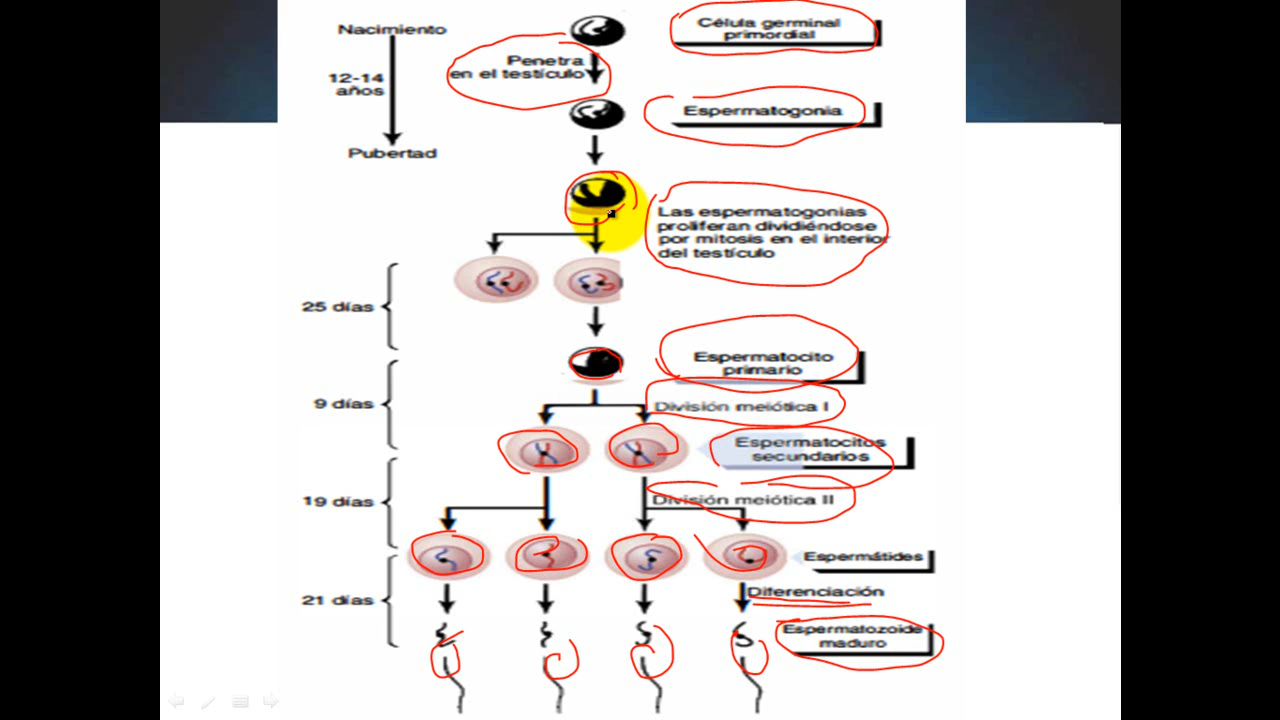 Nacimiento
12-14
años
Pubertad
Célula germinal
primordial
Penetra
en el testículo
Espermatogonia
Las espermatogonias
proliferan dividiéndose
por mitosis en el interior
del testículo
25 días
Espermatocito
primario
9 días
División meiótica I
Espermatocitos
secundarios
19 días
División meiótica II
Espermátides
21 días
Diferenciación
Espermatozoide
maduro